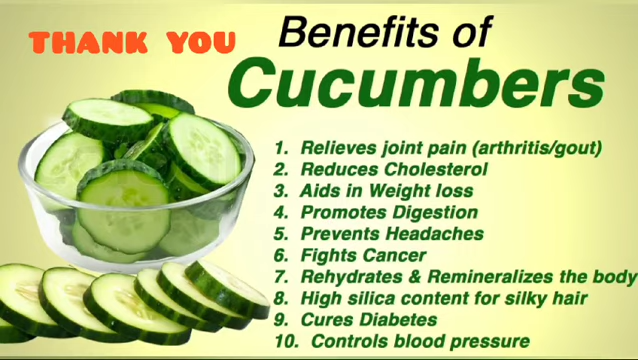 THANK YOU
Benefits of
Cucumbers
1. Relieves joint pain (arthritis/gout)
2. Reduces Cholesterol
3. Aids in Weight loss
4. Promotes Digestion
5. Prevents Headaches
6. Fights Cancer
7. Rehydrates & Remineralizes the body
8. High silica content for silky hair
9. Cures Diabetes
10. Controls blood pressure